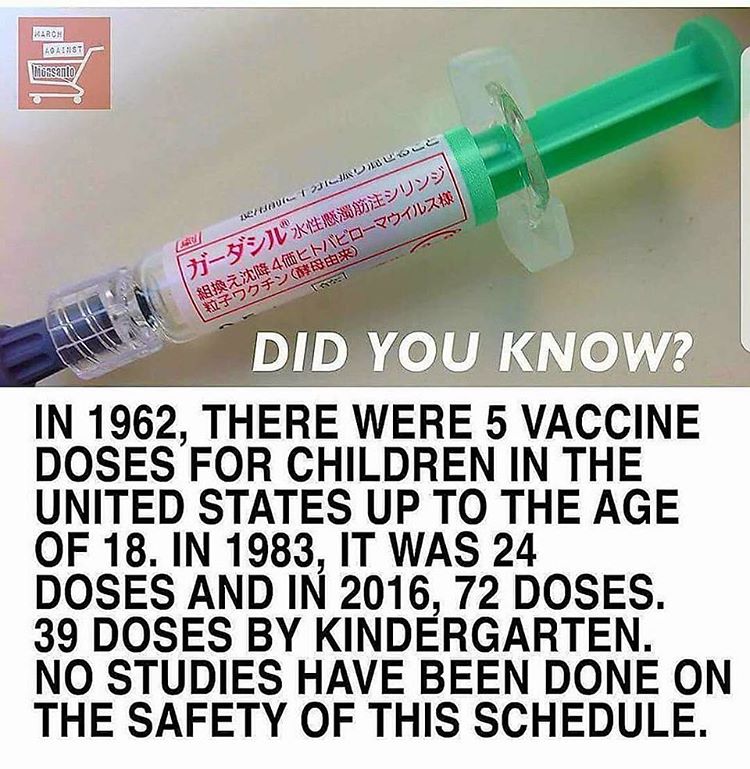 MARCH
AGAINST
Monsanto
ガーダシル® 水性懸濁筋注シリンジ
組換え沈降4価ヒトパピローマウイルス様
粒子ワクチン(酵母由来)
DID YOU KNOW?
IN 1962, THERE WERE 5 VACCINE
DOSES FOR CHILDREN IN THE
UNITED STATES UP TO THE AGE
OF 18. IN 1983, IT WAS 24
DOSES AND IN 2016, 72 DOSES.
39 DOSES BY KINDERGARTEN.
NO STUDIES HAVE BEEN DONE ON
THE SAFETY OF THIS SCHEDULE.